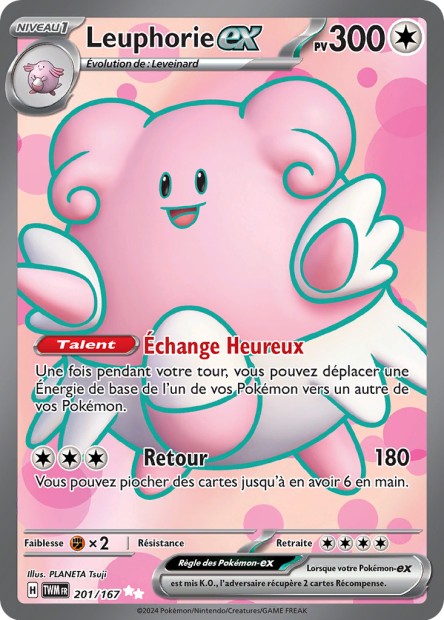 NIVEAU 1
Leuphorie ex
PV 300
Évolution de : Leveinard
Talent Échange Heureux
Une fois pendant votre tour, vous pouvez déplacer une
Énergie de base de l'un de vos Pokémon vers un autre de
vos Pokémon.
Retour 180
Vous pouvez piocher des cartes jusqu'à en avoir 6 en main.
Faiblesse ×2 Résistance Retraite
Règle des Pokémon-ex Lorsque votre Pokémon-ex
est mis K.O., l'adversaire récupère 2 cartes Récompense.
Illus. PLANETA Tsuji
H TWM FR 201/167
©2024 Pokémon/Nintendo/Creatures/GAME FREAK